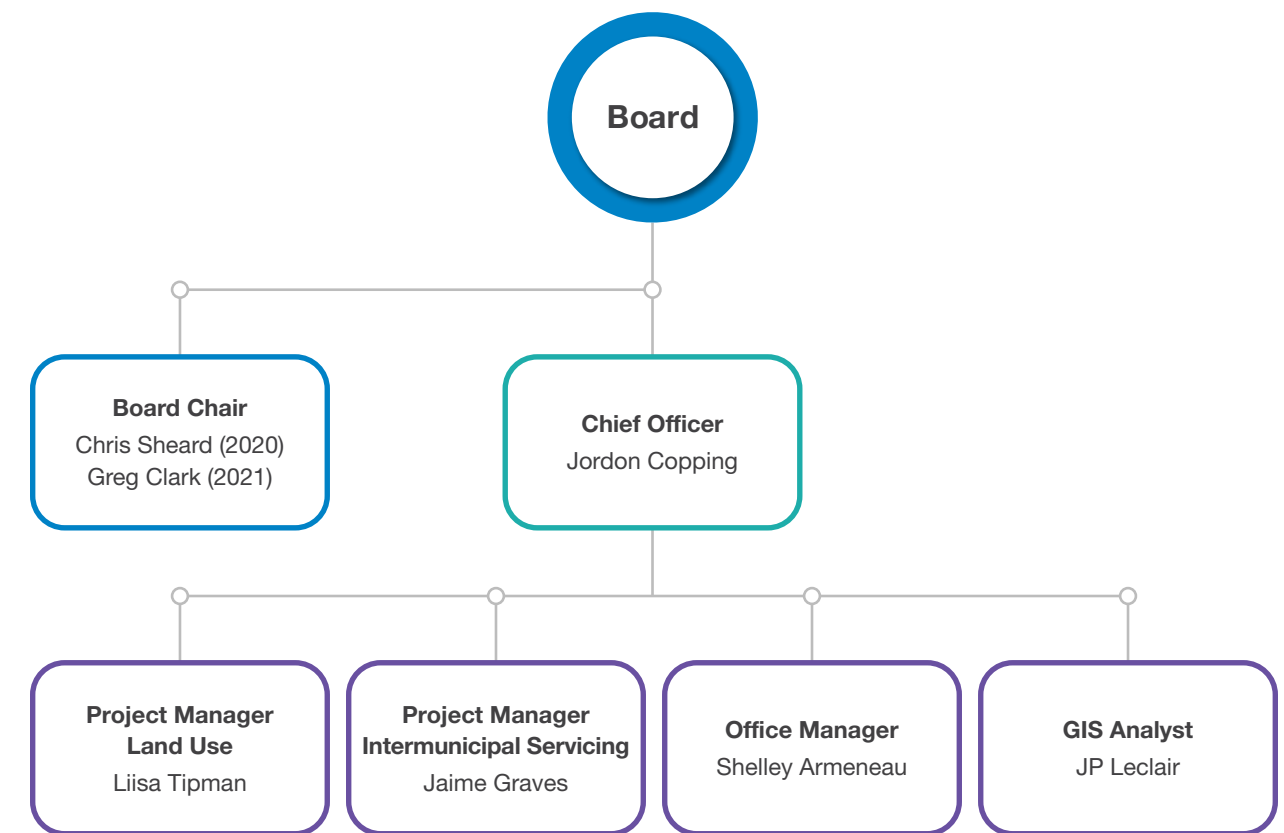 Board
Board Chair
Chris Sheard (2020)
Greg Clark (2021)
Chief Officer
Jordon Copping
Project Manager
Land Use
Liisa Tipman
Project Manager
Intermunicipal Servicing
Jaime Graves
Office Manager
Shelley Armeneau
GIS Analyst
JP Leclair